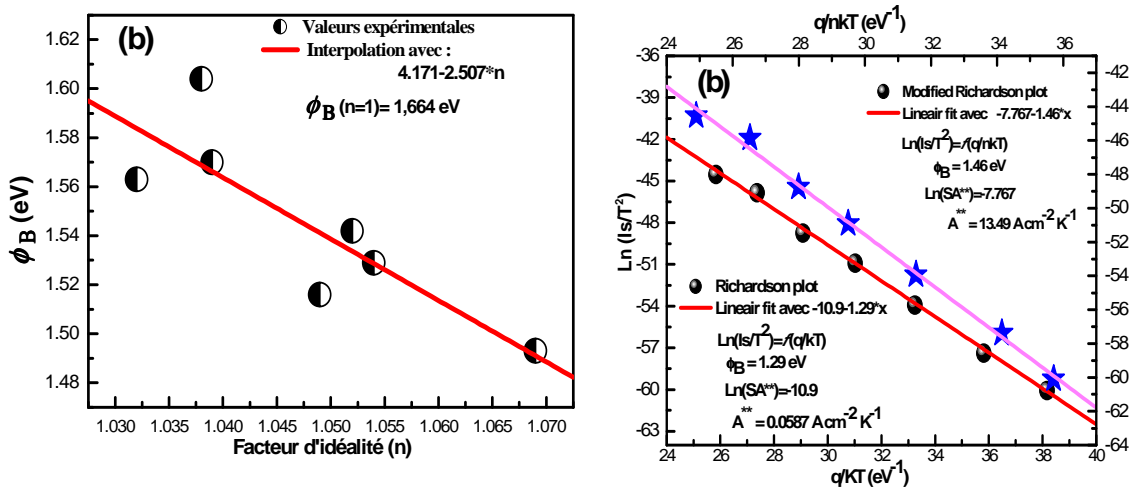 (b)
Valeurs expérimentales
Interpolation avec :
4.171-2.507*n
ϕB (n=1)= 1,664 eV
1.62
1.60
1.58
1.56
1.54
1.52
1.50
1.48
ϕB (eV)
1.030 1.035 1.040 1.045 1.050 1.055 1.060 1.065 1.070
Facteur d'idéalité (n)
q/nkT (eV⁻¹)
24 26 28 30 32 34 36
(b)
Modified Richardson plot
Lineair fit avec -7.767-1.46*x
Ln(Is/T²)=f(q/nkT)
ϕB = 1.46 eV
Ln(SA**)=-7.767
A** = 13.49 Acm⁻² K⁻¹
Richardson plot
Lineair fit avec -10.9-1.29*x
Ln(Is/T²)=f(q/kT)
ϕB = 1.29 eV
Ln(SA**)=-10.9
A** = 0.0587 Acm⁻² K⁻¹
Ln (Is/T²)
-36
-39
-42
-45
-48
-51
-54
-57
-60
-63
-42
-44
-46
-48
-50
-52
-54
-56
-58
-60
-62
-64
24 26 28 30 32 34 36 38 40
q/KT (eV⁻¹)